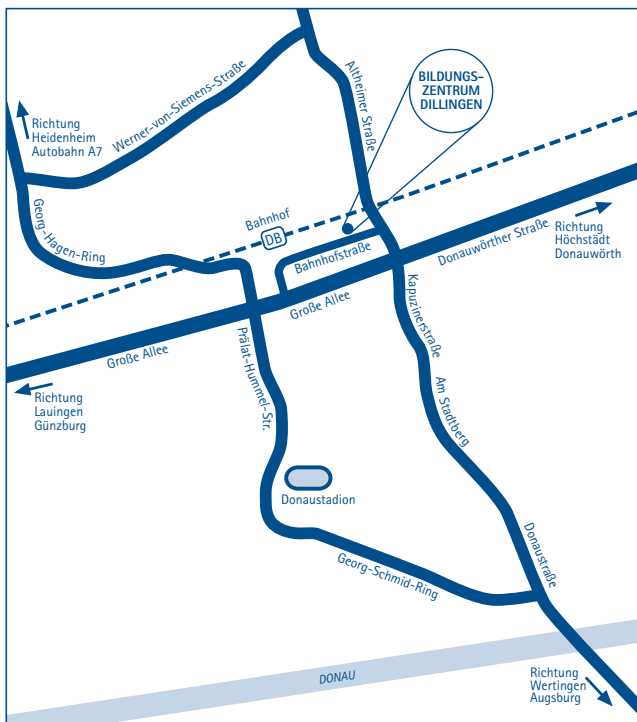 BILDUNGS-
ZENTRUM
DILLINGEN
Altheimer Straße
Werner-von-Siemens-Straße
Richtung
Heidenheim
Autobahn A7
Georg-Hagen-Ring
Bahnhof
DB
Bahnhofstraße
Donauwörther Straße
Richtung
Höchstädt
Donauwörth
Große Allee
Große Allee
Kapuzinerstraße
Prälat-Hummel-Str.
Richtung
Lauingen
Günzburg
Am Stadtberg
Donaustadion
Donaustraße
Georg-Schmid-Ring
DONAU
Richtung
Wertingen
Augsburg